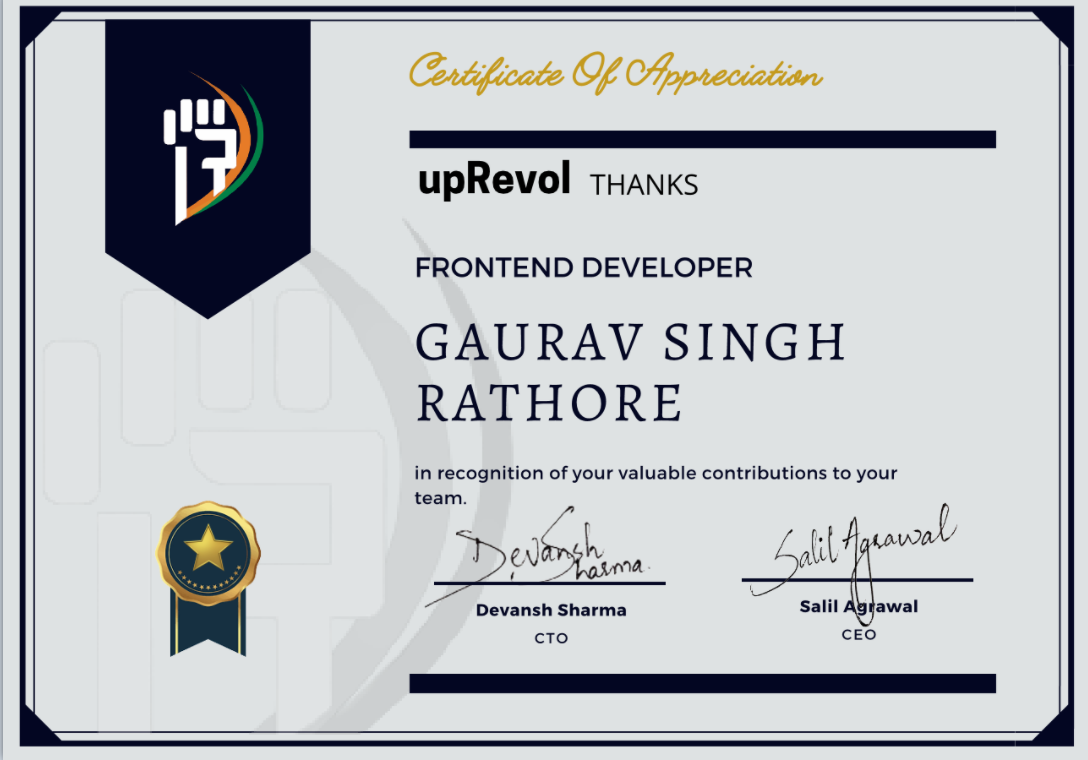 Certificate Of Appreciation
upRevol THANKS
FRONTEND DEVELOPER
GAURAV SINGH
RATHORE
in recognition of your valuable contributions to your
team.
Devansh Sharma.
Salil Agrawal
Devansh Sharma
CTO
Salil Agrawal
CEO